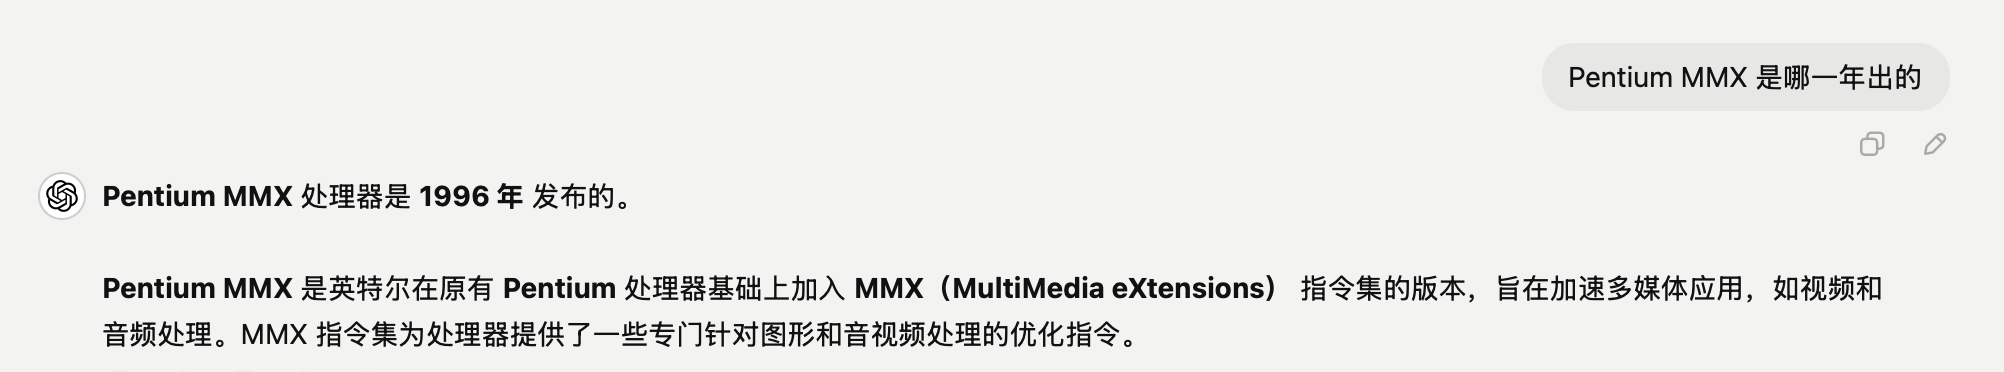 Pentium MMX 是哪一年出的
Pentium MMX 处理器是 1996 年 发布的。
Pentium MMX 是英特尔在原有 Pentium 处理器基础上加入 MMX（MultiMedia eXtensions） 指令集的版本，旨在加速多媒体应用，如视频和
音频处理。MMX 指令集为处理器提供了一些专门针对图形和音视频处理的优化指令。